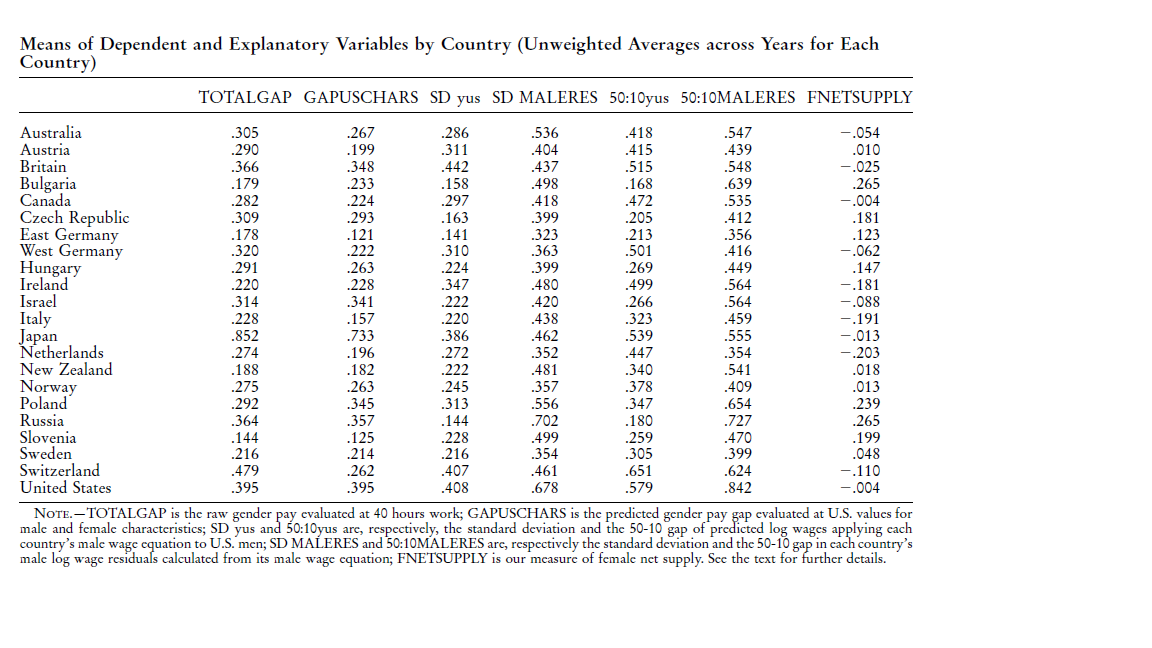 Means of Dependent and Explanatory Variables by Country (Unweighted Averages across Years for Each
Country)
TOTALGAP GAPUSCHARS SD yus SD MALERES 50:10yus 50:10MALERES FNETSUPPLY
Australia .305 .267 .286 .536 .418 .547 −.054
Austria .290 .199 .311 .404 .415 .439 .010
Britain .366 .348 .442 .437 .515 .548 −.025
Bulgaria .179 .233 .158 .498 .168 .639 .265
Canada .282 .224 .297 .418 .472 .535 −.004
Czech Republic .309 .293 .163 .399 .205 .412 .181
East Germany .178 .121 .141 .323 .213 .356 .123
West Germany .320 .222 .310 .363 .501 .416 −.062
Hungary .291 .263 .224 .399 .269 .449 .147
Ireland .220 .228 .347 .480 .499 .564 −.181
Israel .314 .341 .222 .420 .266 .564 −.088
Italy .228 .157 .220 .438 .323 .459 −.191
Japan .852 .733 .386 .462 .539 .555 −.013
Netherlands .274 .196 .272 .352 .447 .354 −.203
New Zealand .188 .182 .222 .481 .340 .541 .018
Norway .275 .263 .245 .357 .378 .409 .013
Poland .292 .345 .313 .556 .347 .654 .239
Russia .364 .357 .144 .702 .180 .727 .265
Slovenia .144 .125 .228 .499 .259 .470 .199
Sweden .216 .214 .216 .354 .305 .399 .048
Switzerland .479 .262 .407 .461 .651 .624 −.110
United States .395 .395 .408 .678 .579 .842 −.004
NOTE.—TOTALGAP is the raw gender pay evaluated at 40 hours work; GAPUSCHARS is the predicted gender pay gap evaluated at U.S. values for
male and female characteristics; SD yus and 50:10yus are, respectively, the standard deviation and the 50-10 gap of predicted log wages applying each
country's male wage equation to U.S. men; SD MALERES and 50:10MALERES are, respectively the standard deviation and the 50-10 gap in each country's
male log wage residuals calculated from its male wage equation; FNETSUPPLY is our measure of female net supply. See the text for further details.